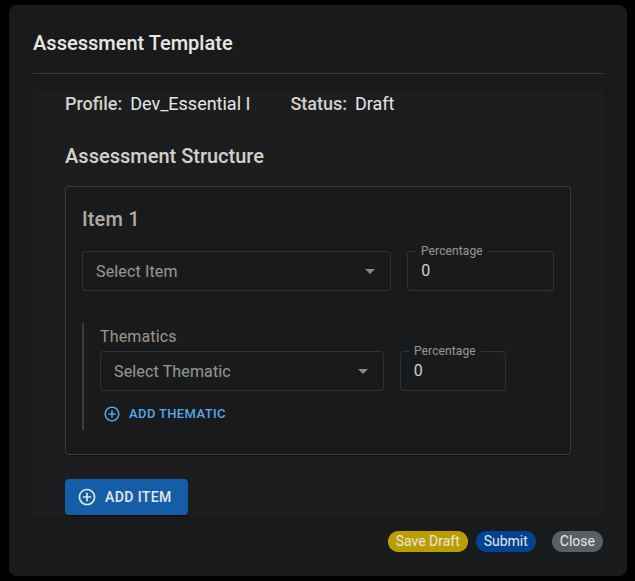 Assessment Template
Profile: Dev_Essential I Status: Draft
Assessment Structure
Item 1
Percentage
Select Item 0
Thematics
Percentage
Select Thematic 0
ADD THEMATIC
ADD ITEM
Save Draft Submit Close